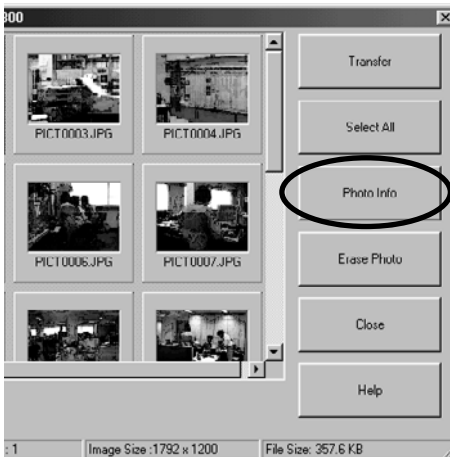 300
PICT0003.JPG
PICT0004.JPG
PICT0006.JPG
PICT0007.JPG
Transfer
Select All
Photo Info
Erase Photo
Close
Help
: 1
Image Size :1792 x 1200
File Size: 357.6 KB